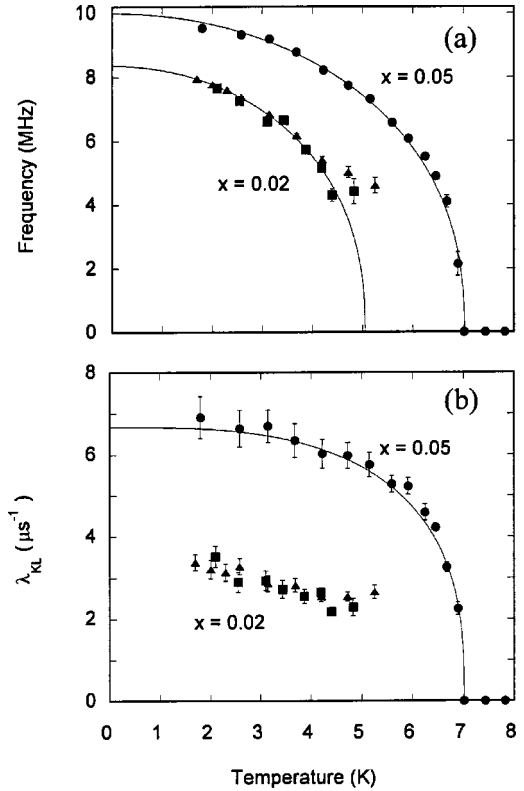 10
8
6
4
2
0
Frequency (MHz)
(a)
x = 0.05
x = 0.02
8
6
4
2
0
λKL (μs-1)
(b)
x = 0.05
x = 0.02
0 1 2 3 4 5 6 7 8
Temperature (K)